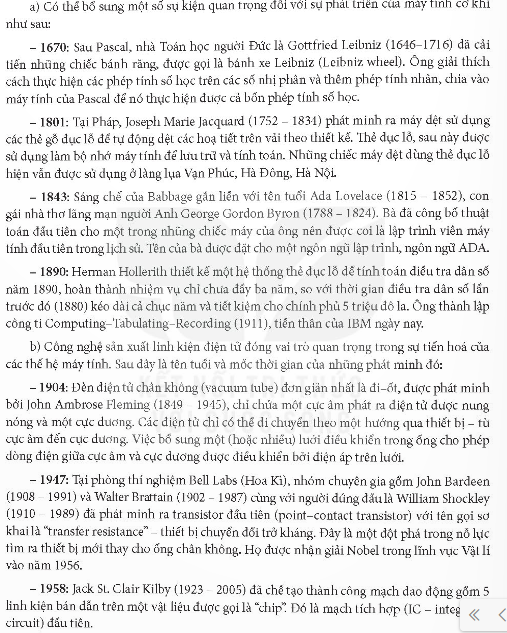 a) Có thể bổ sung một số sự kiện quan trọng đối với sự phát triển của máy tính cơ khí
như sau:
– 1670: Sau Pascal, nhà Toán học người Đức là Gottfried Leibniz (1646–1716) đã cải
tiến những chiếc bánh răng, được gọi là bánh xe Leibniz (Leibniz wheel). Ông giải thích
cách thực hiện các phép tính số học trên các số nhị phân và thêm phép tính nhân, chia vào
máy tính của Pascal để nó thực hiện được cả bốn phép tính số học.
– 1801: Tại Pháp, Joseph Marie Jacquard (1752 – 1834) phát minh ra máy dệt sử dụng
các thẻ gỗ đục lỗ để tự động dệt các hoạ tiết trên vải theo thiết kế. Thẻ đục lỗ, sau này được
sử dụng làm bộ nhớ máy tính để lưu trữ và tính toán. Những chiếc máy dệt dùng thẻ đục lỗ
hiện vẫn được sử dụng ở làng lụa Vạn Phúc, Hà Đông, Hà Nội.
– 1843: Sáng chế của Babbage gắn liền với tên tuổi Ada Lovelace (1815 – 1852), con
gái nhà thơ lãng mạn người Anh George Gordon Byron (1788 – 1824). Bà đã công bố thuật
toán đầu tiên cho một trong những chiếc máy của ông nên được coi là lập trình viên máy
tính đầu tiên trong lịch sử. Tên của bà được đặt cho một ngôn ngữ lập trình, ngôn ngữ ADA.
– 1890: Herman Hollerith thiết kế một hệ thống thẻ đục lỗ để tính toán điều tra dân số
năm 1890, hoàn thành nhiệm vụ chỉ chưa đầy ba năm, so với thời gian điều tra dân số lần
trước đó (1880) kéo dài cả chục năm và tiết kiệm cho chính phủ 5 triệu đô la. Ông thành lập
công ti Computing–Tabulating–Recording (1911), tiền thân của IBM ngày nay.
b) Công nghệ sản xuất linh kiện điện tử đóng vai trò quan trọng trong sự tiến hoá của
các thế hệ máy tính. Sau đây là tên tuổi và mốc thời gian của những phát minh đó:
– 1904: Đèn điện tử chân không (vacuum tube) đơn giản nhất là đi–ốt, được phát minh
bởi John Ambrose Fleming (1849 – 1945), chỉ chứa một cực âm phát ra điện tử được nung
nóng và một cực dương. Các điện tử chỉ có thể di chuyển theo một hướng qua thiết bị – từ
cực âm đến cực dương. Việc bổ sung một (hoặc nhiều) lưới điều khiển trong ống cho phép
dòng điện giữa cực âm và cực dương được điều khiển bởi điện áp trên lưới.
– 1947: Tại phòng thí nghiệm Bell Labs (Hoa Kì), nhóm chuyên gia gồm John Bardeen
(1908 – 1991) và Walter Brattain (1902 – 1987) cùng với người đứng đầu là William Shockley
(1910 – 1989) đã phát minh ra transistor đầu tiên (point–contact transistor) với tên gọi sơ
khai là “transfer resistance” – thiết bị chuyển đổi trở kháng. Đây là một đột phá trong nỗ lực
tìm ra thiết bị mới thay cho ống chân không. Họ được nhận giải Nobel trong lĩnh vực Vật lí
vào năm 1956.
– 1958: Jack St. Clair Kilby (1923 – 2005) đã chế tạo thành công mạch dao động gồm 5
linh kiện bán dẫn trên một vật liệu được gọi là “chip”. Đó là mạch tích hợp (IC – integ
circuit) đầu tiên.